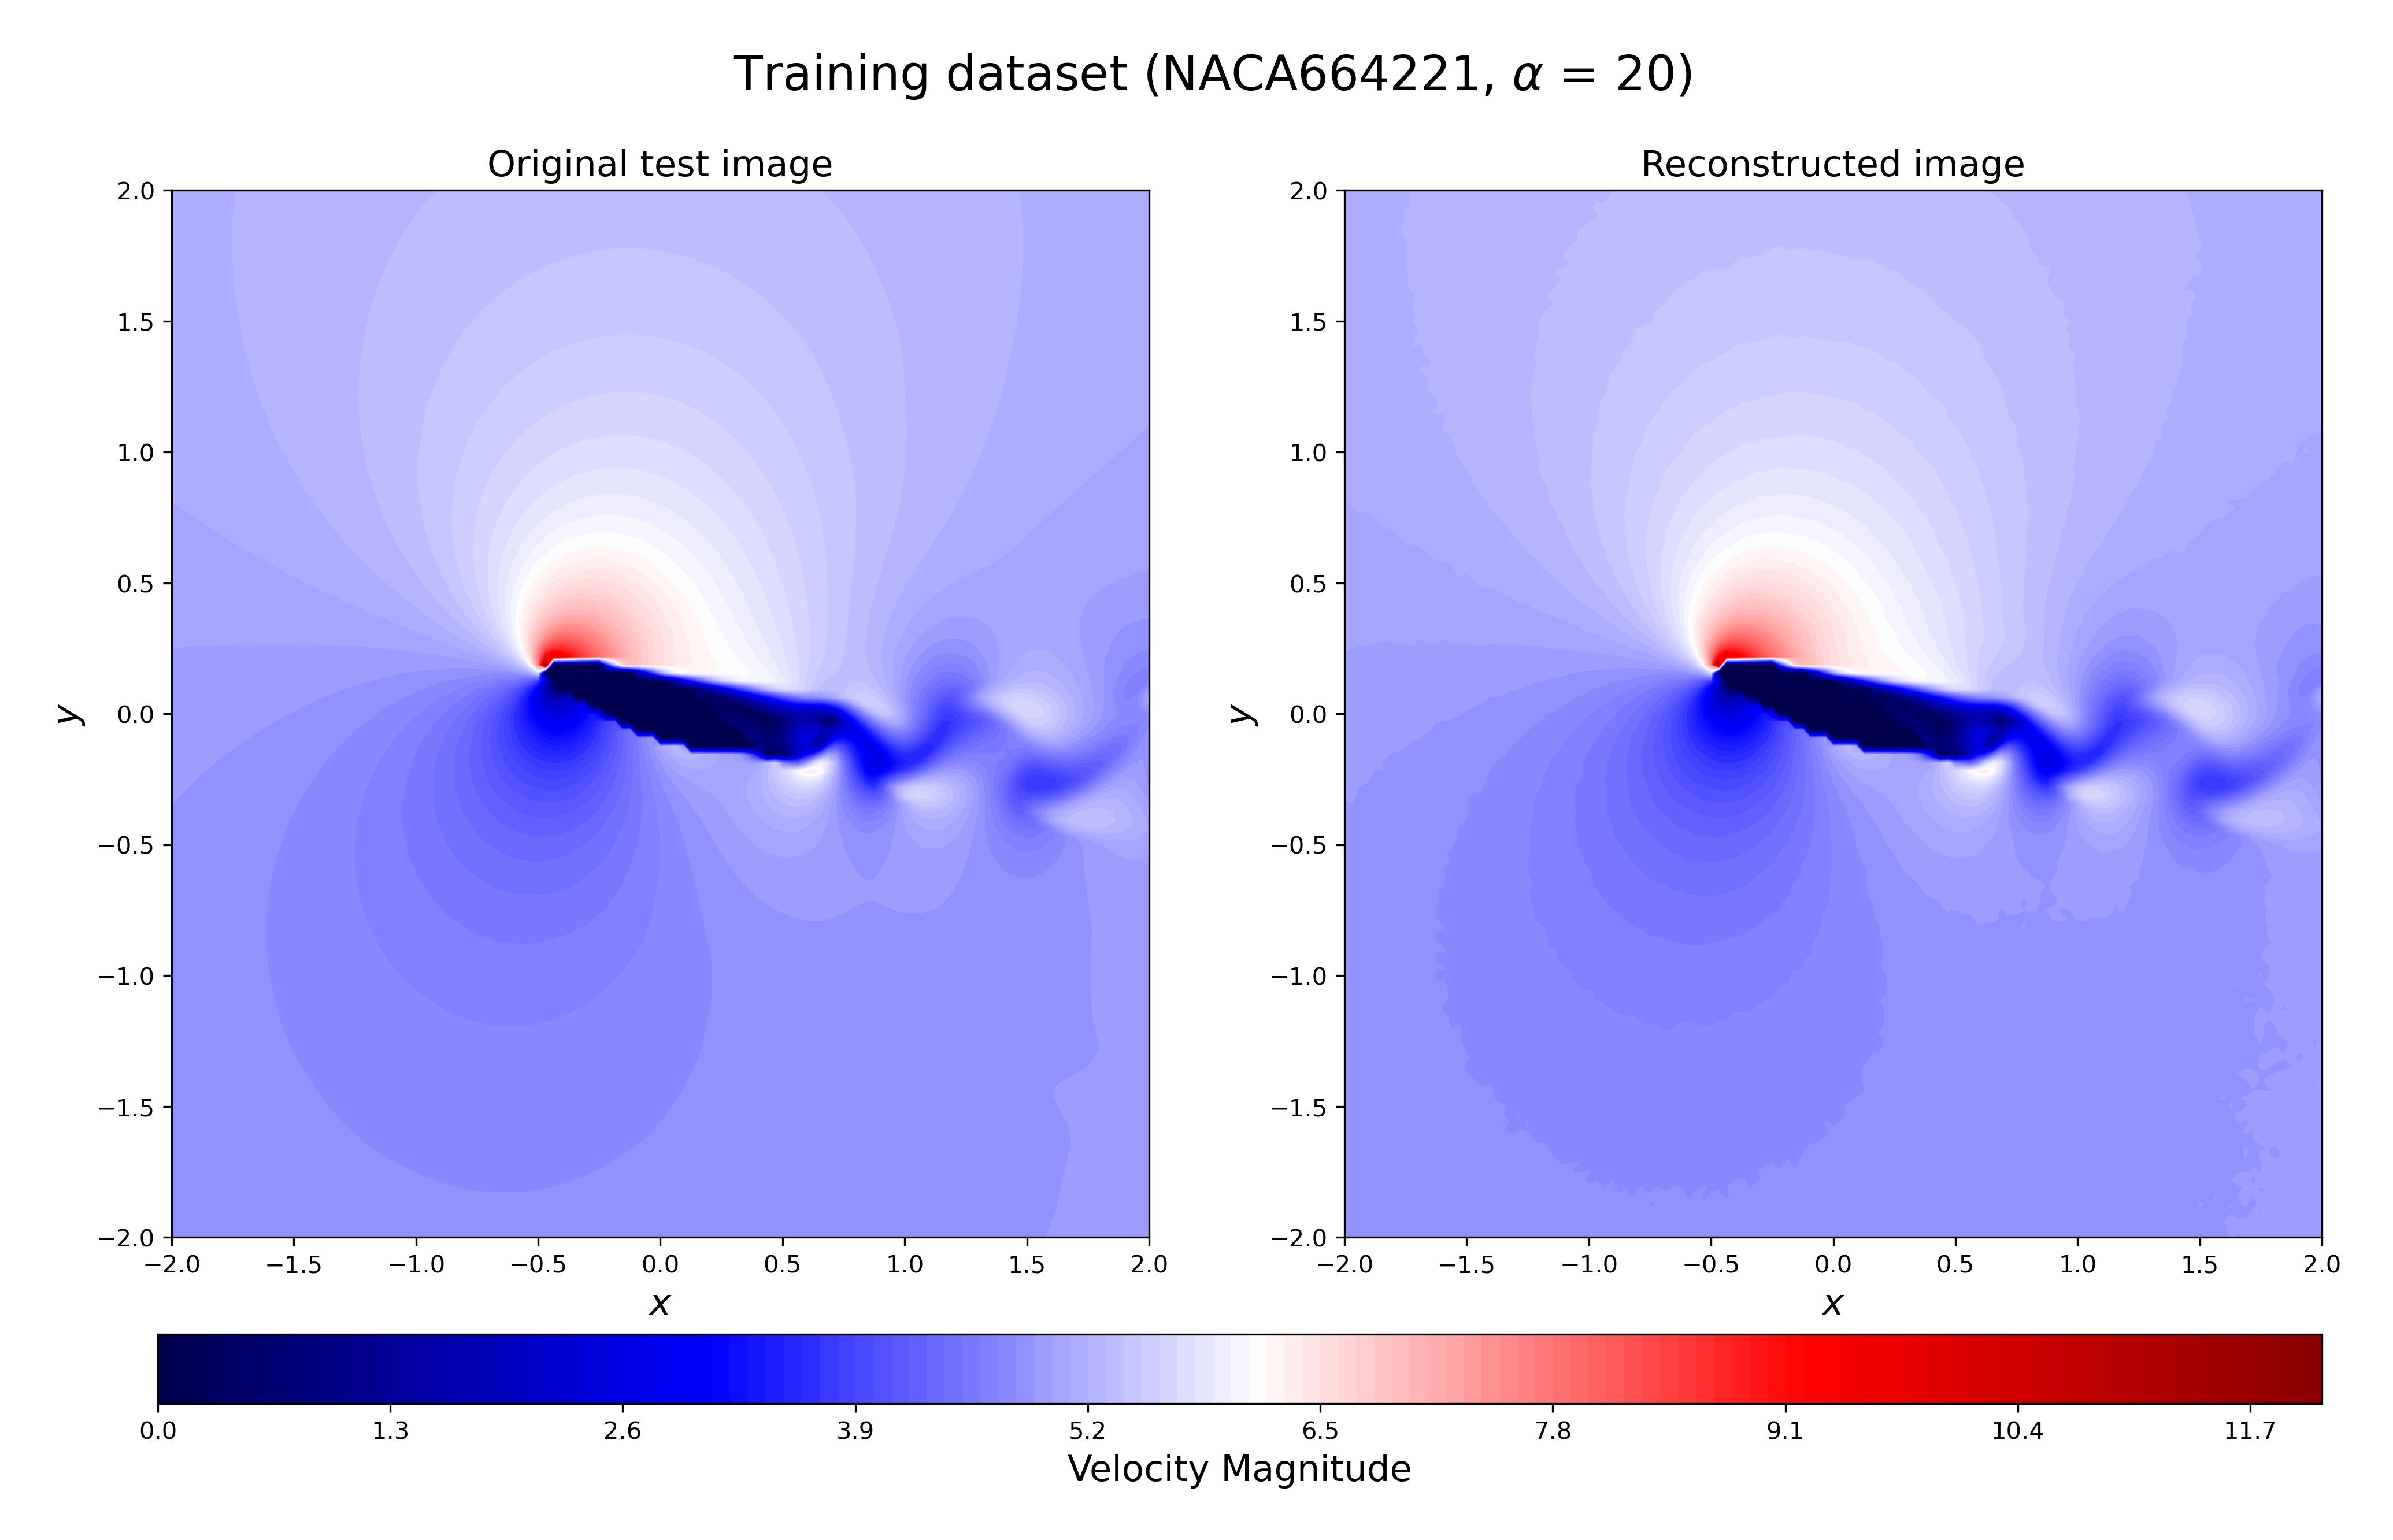 Training dataset (NACA664221, α = 20)
Original test image
Reconstructed image
2.0
1.5
1.0
0.5
0.0
−0.5
−1.0
−1.5
−2.0
y
−2.0 −1.5 −1.0 −0.5 0.0 0.5 1.0 1.5 2.0
x
2.0
1.5
1.0
0.5
0.0
−0.5
−1.0
−1.5
−2.0
y
−2.0 −1.5 −1.0 −0.5 0.0 0.5 1.0 1.5 2.0
x
0.0 1.3 2.6 3.9 5.2 6.5 7.8 9.1 10.4 11.7
Velocity Magnitude